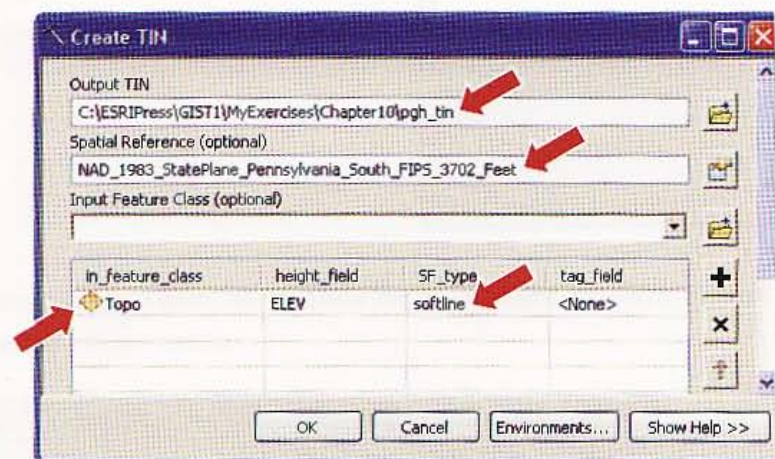 Create TIN
Output TIN
C:\ESRIPress\GIST1\MyExercises\Chapter10\pgh_tin
Spatial Reference (optional)
NAD_1983_StatePlane_Pennsylvania_South_FIPS_3702_Feet
Input Feature Class (optional)
in_feature_class height_field SF_type tag_field
Topo ELEV softline <None>
OK Cancel Environments... Show Help >>